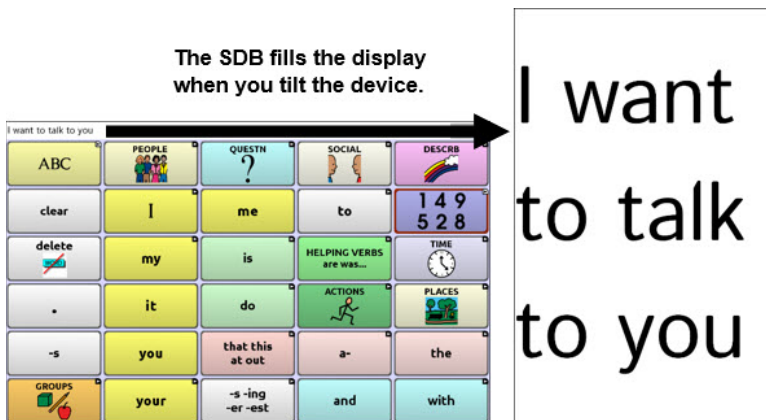 The SDB fills the display
when you tilt the device.
I want to talk to you
ABC
PEOPLE
QUESTN
?
SOCIAL
DESCRB
clear
I
me
to
1 4 9
5 2 8
delete
my
is
HELPING VERBS
are was...
TIME
.
it
do
ACTIONS
PLACES
-s
you
that this
at out
a-
the
GROUPS
your
-s -ing
-er -est
and
with
I want
to talk
to you